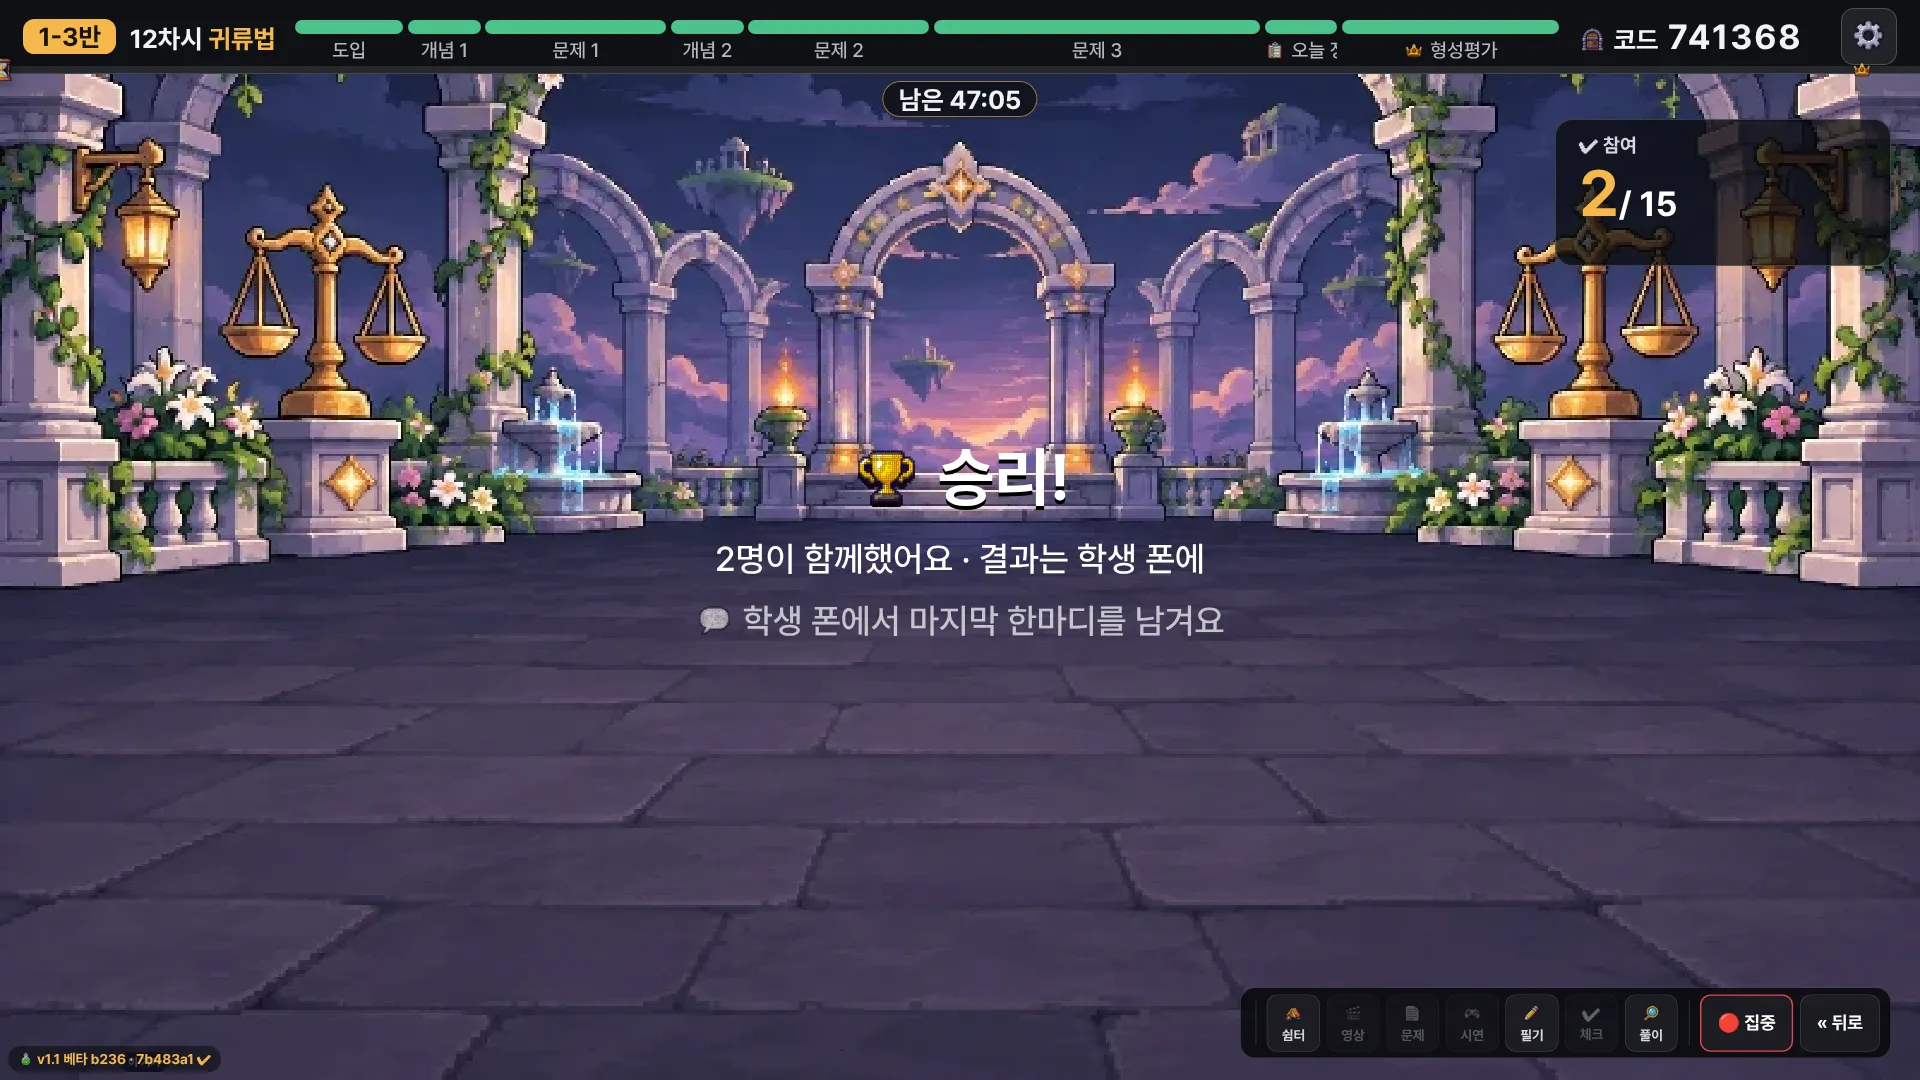 1-3반 12차시 귀류법
도입 개념 1 문제 1 개념 2 문제 2 문제 3 오늘 형성평가
코드 741368
남은 47:05
참여
2 / 15
승리!
2명이 함께했어요 · 결과는 학생 폰에
학생 폰에서 마지막 한마디를 남겨요
쉼터 영상 문제 시연 필기 체크 풀이 집중 « 뒤로
v1.1 베타 b236 · 7b483a1